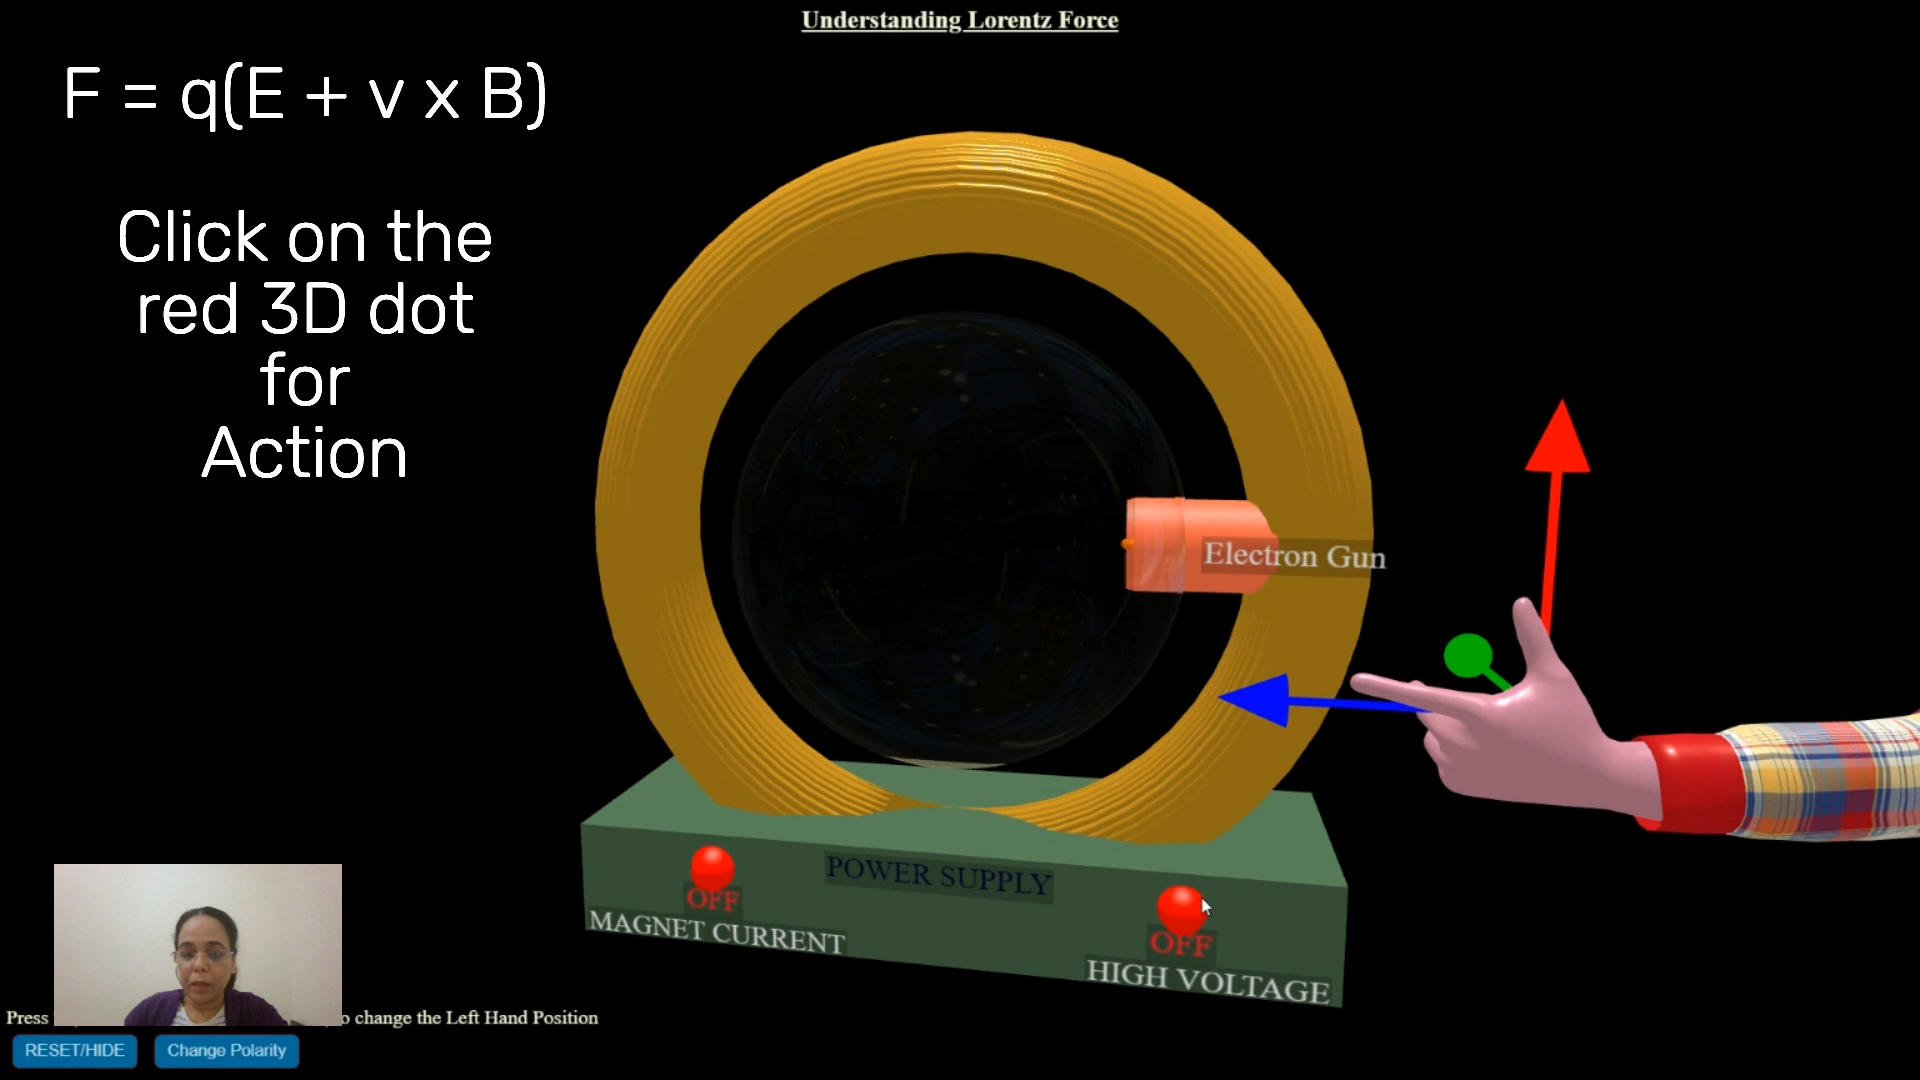 Understanding Lorentz Force
F = q(E + v x B)
Click on the
red 3D dot
for
Action
Electron Gun
POWER SUPPLY
OFF
MAGNET CURRENT
OFF
HIGH VOLTAGE
Press to change the Left Hand Position
RESET/HIDE
Change Polarity